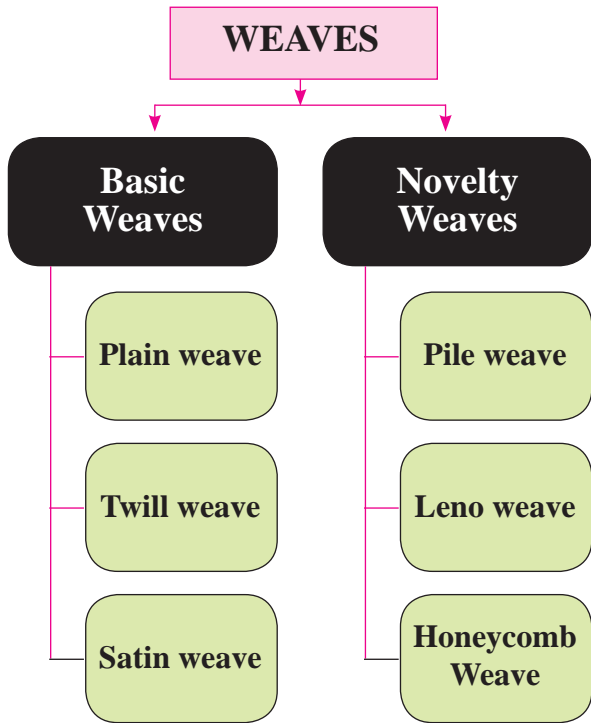 WEAVES
Basic
Weaves
Novelty
Weaves
Plain weave
Twill weave
Satin weave
Pile weave
Leno weave
Honeycomb
Weave